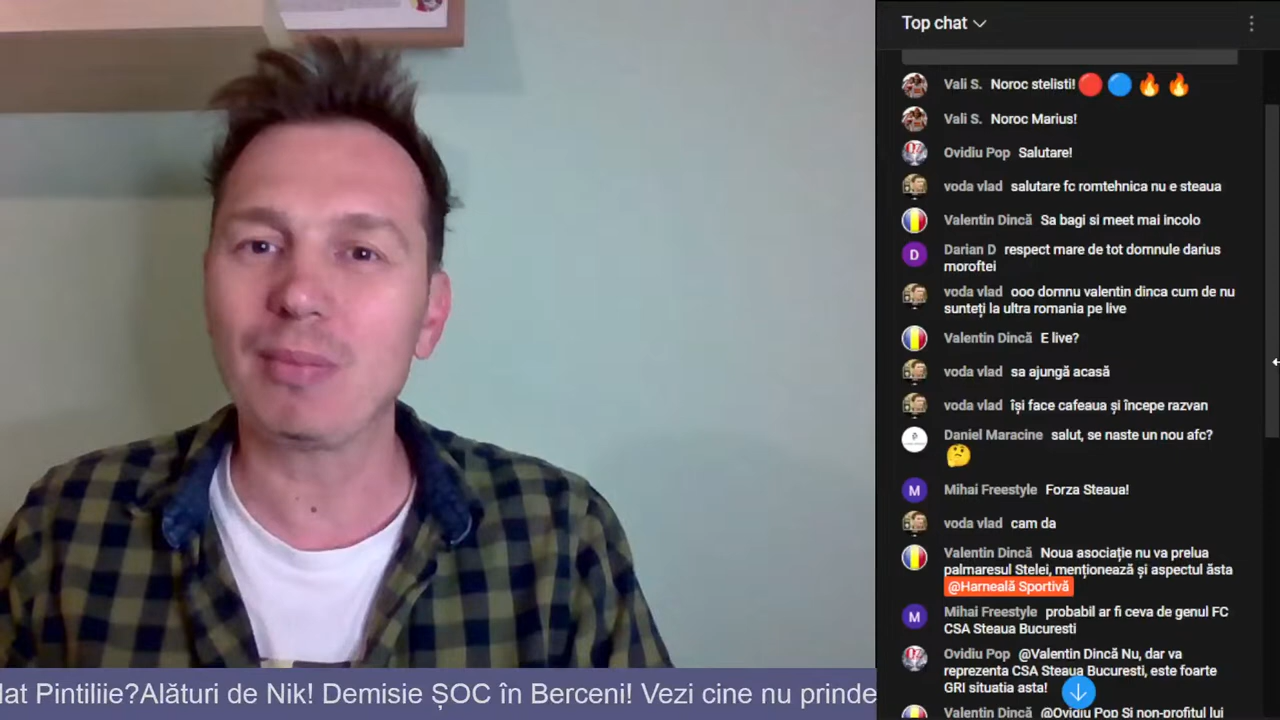 Top chat
Vali S. Noroc stelisti!
Vali S. Noroc Marius!
Ovidiu Pop Salutare!
voda vlad salutare fc romtehnica nu e steaua
Valentin Dincă Sa bagi si meet mai incolo
D
Darian D respect mare de tot domnule darius
moroftei
voda vlad ooo domnu valentin dinca cum de nu
sunteți la ultra romania pe live
Valentin Dincă E live?
voda vlad sa ajungă acasă
voda vlad își face cafeaua și începe razvan
Daniel Maracine salut, se naste un nou afc?
M
Mihai Freestyle Forza Steaua!
voda vlad cam da
Valentin Dincă Noua asociație nu va prelua
palmaresul Stelei, menționează și aspectul ăsta
@Harneală Sportivă
M
Mihai Freestyle probabil ar fi ceva de genul FC
CSA Steaua Bucuresti
Ovidiu Pop @Valentin Dincă Nu, dar va
reprezenta CSA Steaua Bucuresti, este foarte
GRI situatia asta!
Valentin Dincă @Ovidiu Pop Și non-profitul lui
lat Pintiliie?Alături de Nik! Demisie ȘOC în Berceni! Vezi cine nu prinde